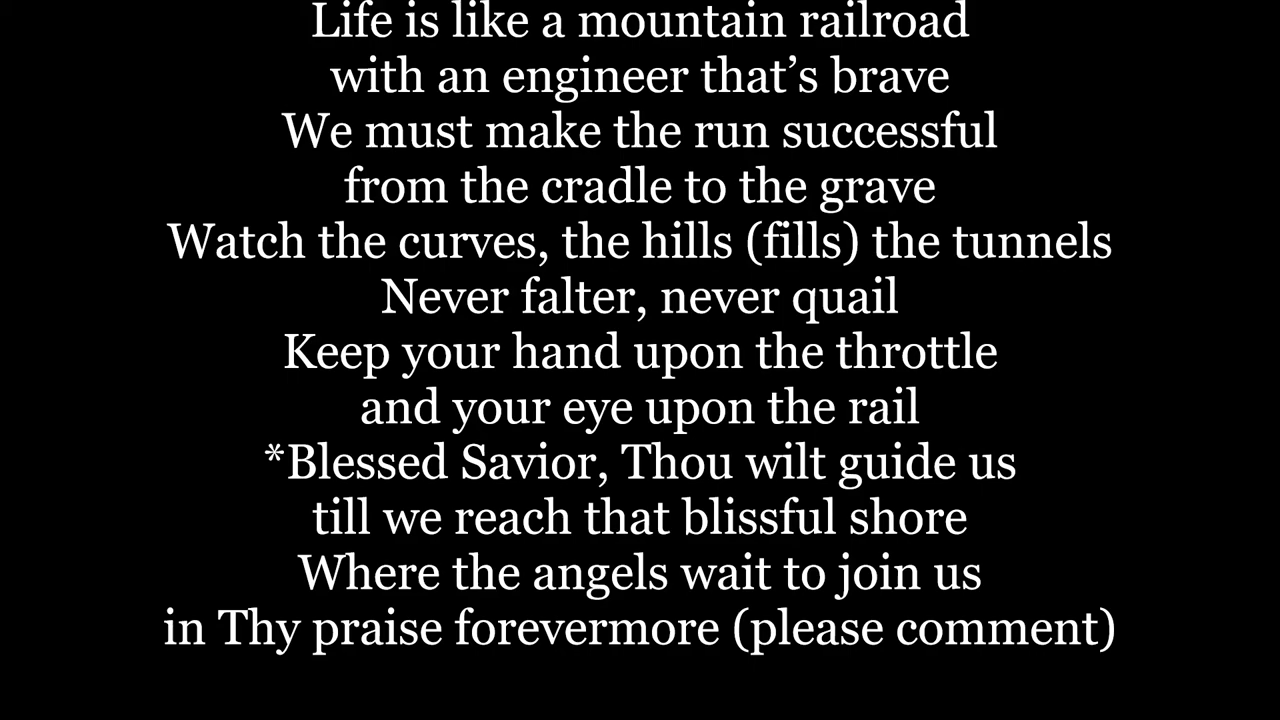 Life is like a mountain railroad
with an engineer that’s brave
We must make the run successful
from the cradle to the grave
Watch the curves, the hills (fills) the tunnels
Never falter, never quail
Keep your hand upon the throttle
and your eye upon the rail
*Blessed Savior, Thou wilt guide us
till we reach that blissful shore
Where the angels wait to join us
in Thy praise forevermore (please comment)